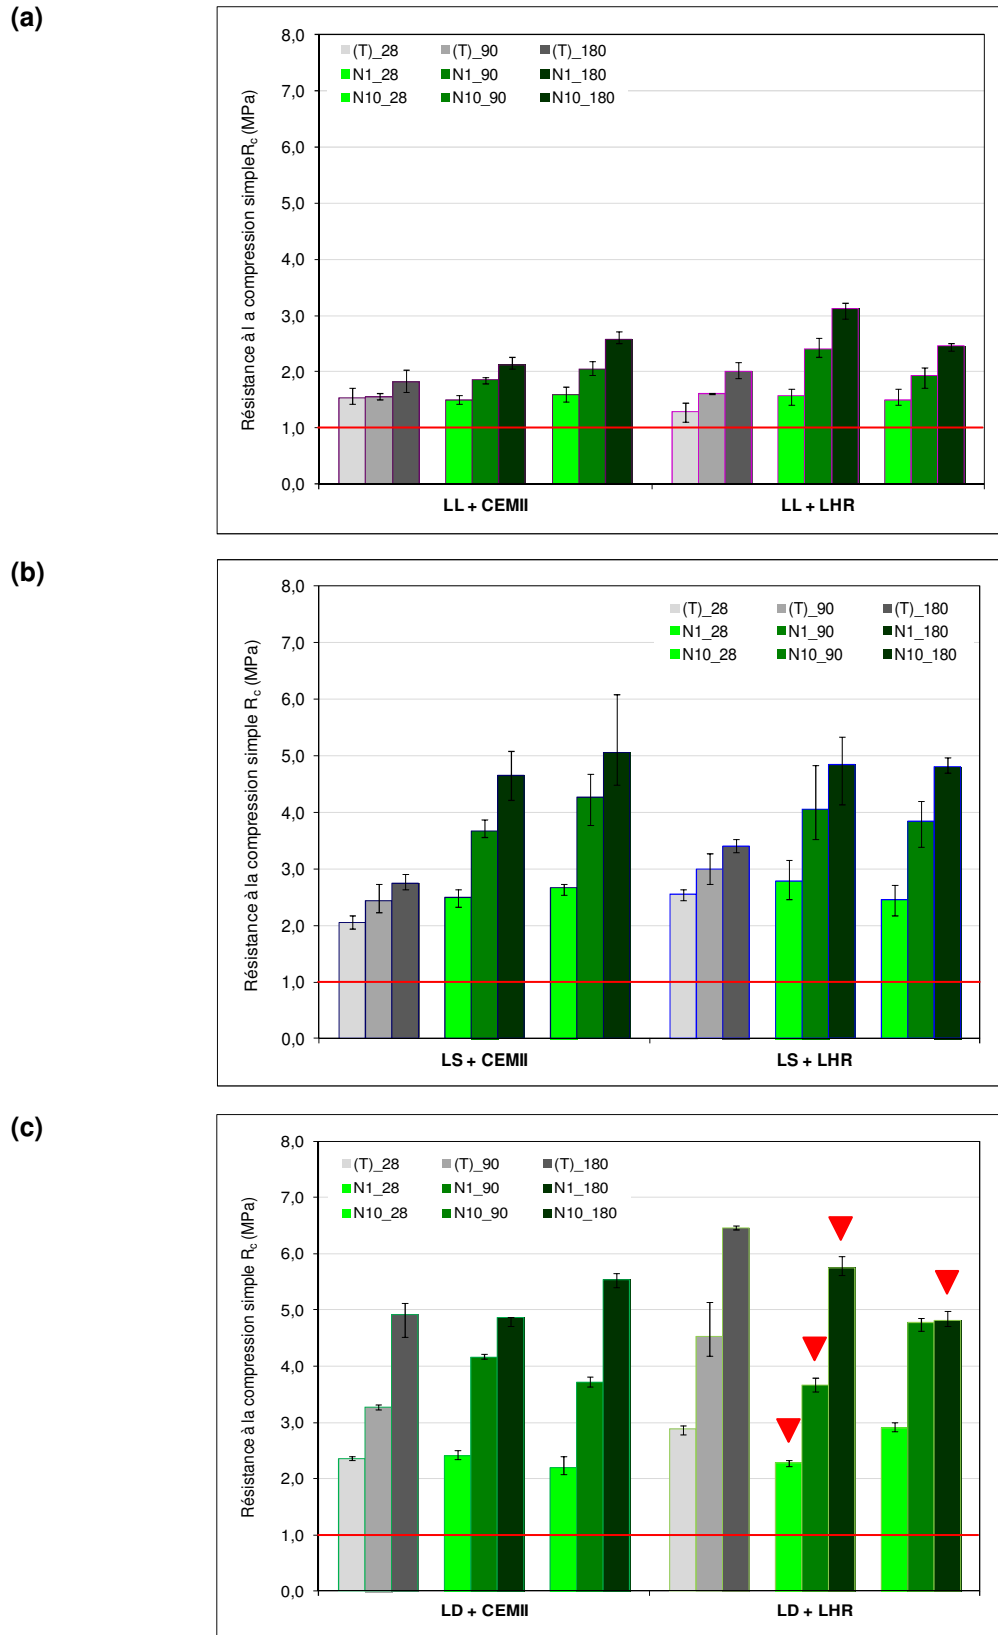 (a)
8,0
(T)_28 (T)_90 (T)_180
N1_28 N1_90 N1_180
N10_28 N10_90 N10_180
7,0
6,0
5,0
4,0
3,0
2,0
1,0
0,0
Résistance à l a compression simpleRc (MPa)
LL + CEMII LL + LHR
(b)
8,0
(T)_28 (T)_90 (T)_180
N1_28 N1_90 N1_180
N10_28 N10_90 N10_180
7,0
6,0
5,0
4,0
3,0
2,0
1,0
0,0
Résistance à la compression simple Rc (MPa)
LS + CEMII LS + LHR
(c)
8,0
(T)_28 (T)_90 (T)_180
N1_28 N1_90 N1_180
N10_28 N10_90 N10_180
7,0
6,0
5,0
4,0
3,0
2,0
1,0
0,0
Résistance à la compression simple Rc (MPa)
LD + CEMII LD + LHR